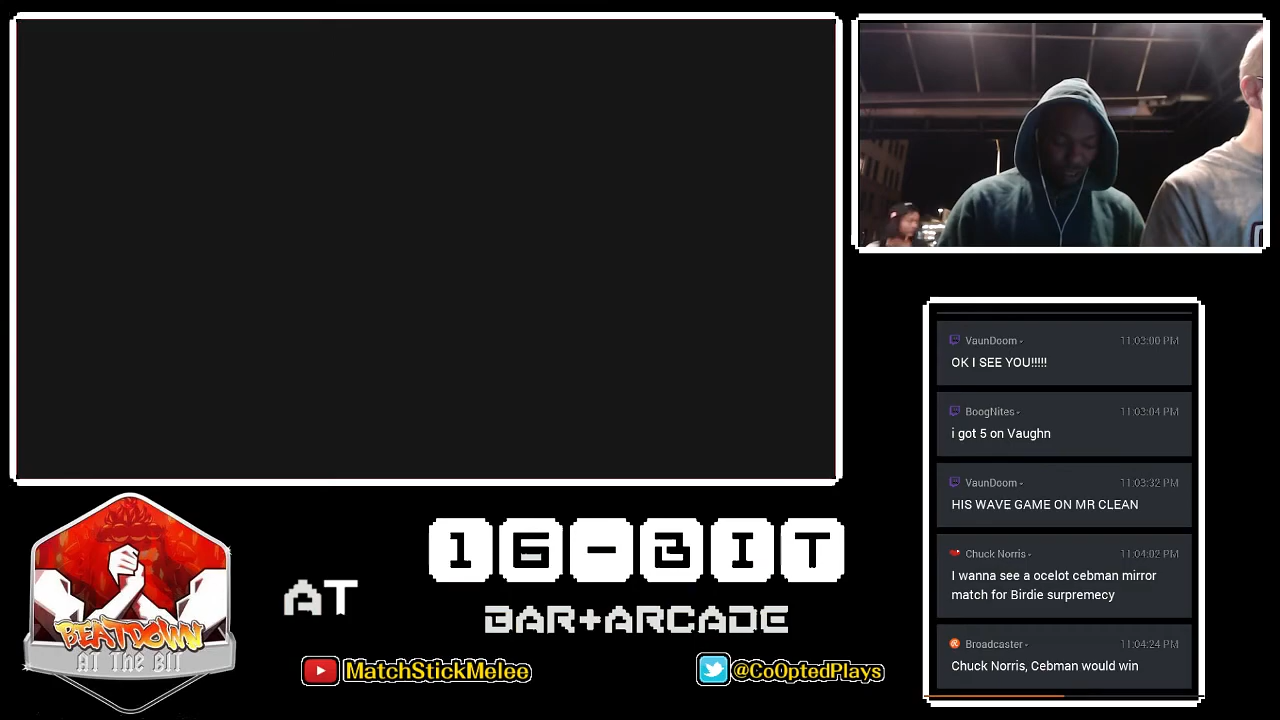 VaunDoom
11:03:00 PM
OK I SEE YOU!!!!!
BoogNites
11:03:04 PM
i got 5 on Vaughn
VaunDoom
11:03:32 PM
HIS WAVE GAME ON MR CLEAN
Chuck Norris
11:04:02 PM
I wanna see a ocelot cebman mirror
match for Birdie surpremecy
Broadcaster
11:04:24 PM
Chuck Norris, Cebman would win
BEATDOWN
AT THE BIT
AT
16-BIT
BAR+ARCADE
MatchStickMelee
@CoOptedPlays